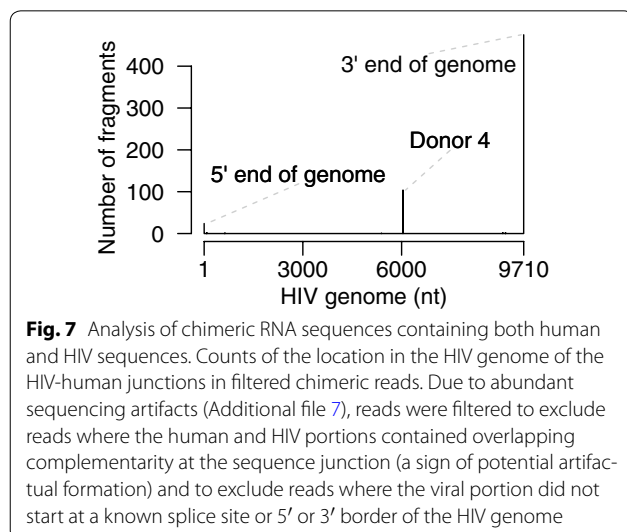 Number of fragments
400
300
200
100
0
3' end of genome
Donor 4
5' end of genome
1
3000
6000
9710
HIV genome (nt)
Fig. 7 Analysis of chimeric RNA sequences containing both human
and HIV sequences. Counts of the location in the HIV genome of the
HIV-human junctions in filtered chimeric reads. Due to abundant
sequencing artifacts (Additional file 7), reads were filtered to exclude
reads where the human and HIV portions contained overlapping
complementarity at the sequence junction (a sign of potential artifac-
tual formation) and to exclude reads where the viral portion did not
start at a known splice site or 5′ or 3′ border of the HIV genome